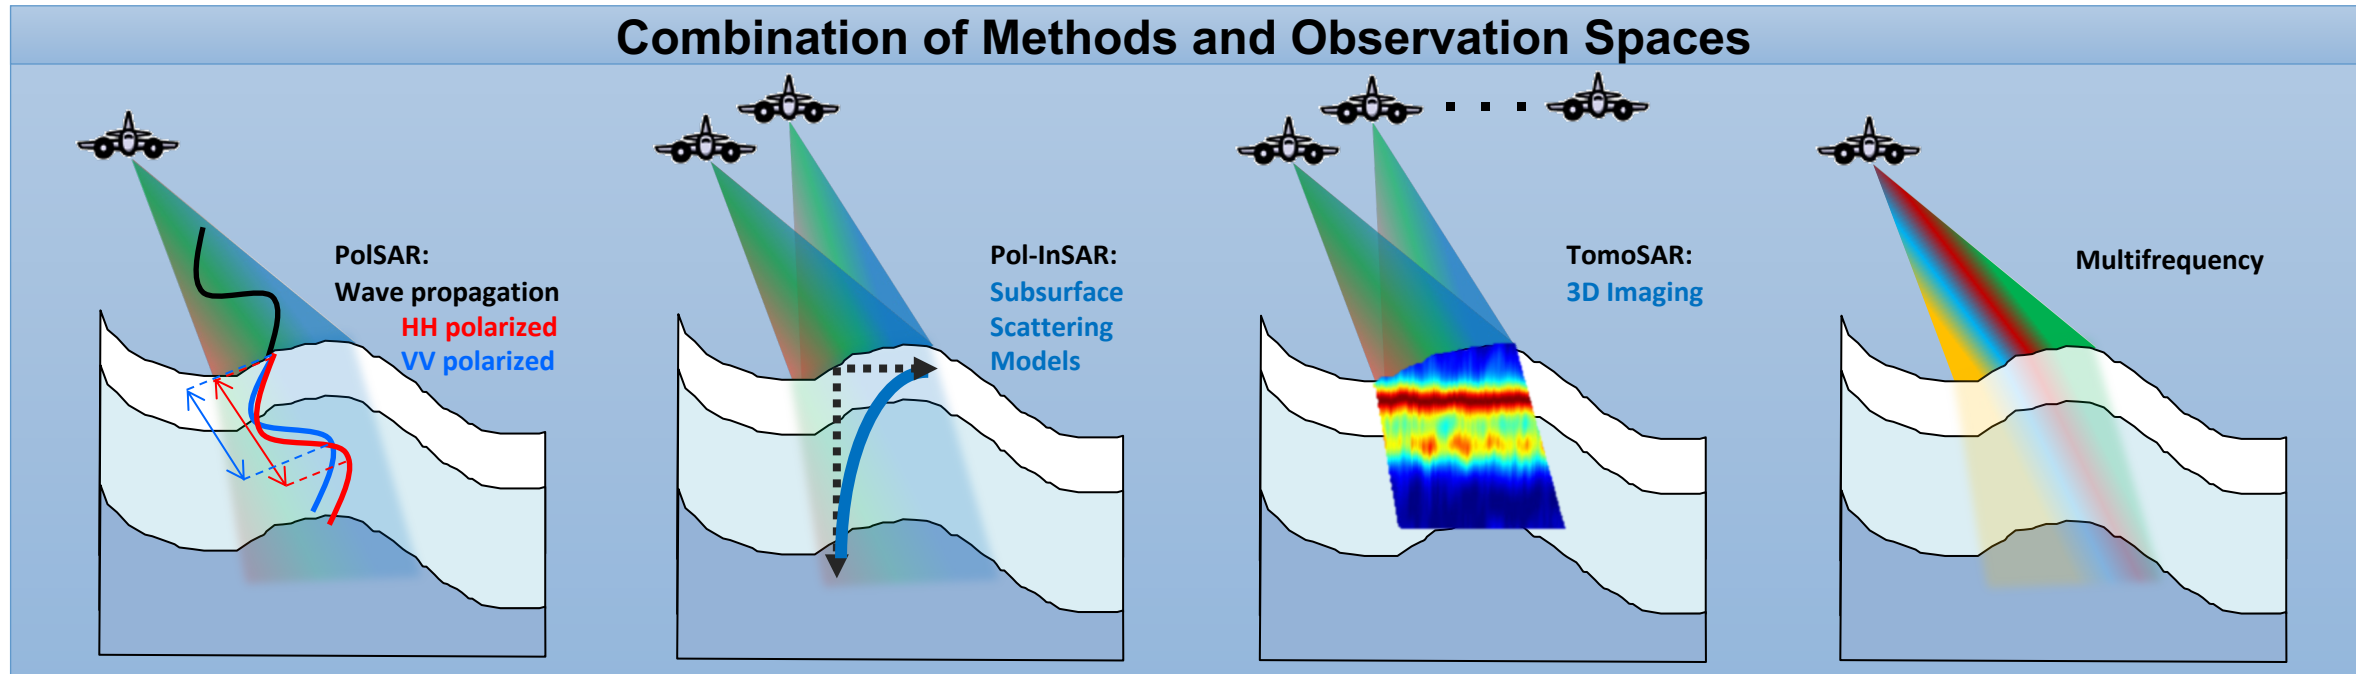 Combination of Methods and Observation Spaces
PolSAR:
Wave propagation
HH polarized
VV polarized
Pol-InSAR:
Subsurface
Scattering
Models
TomoSAR:
3D Imaging
Multifrequency